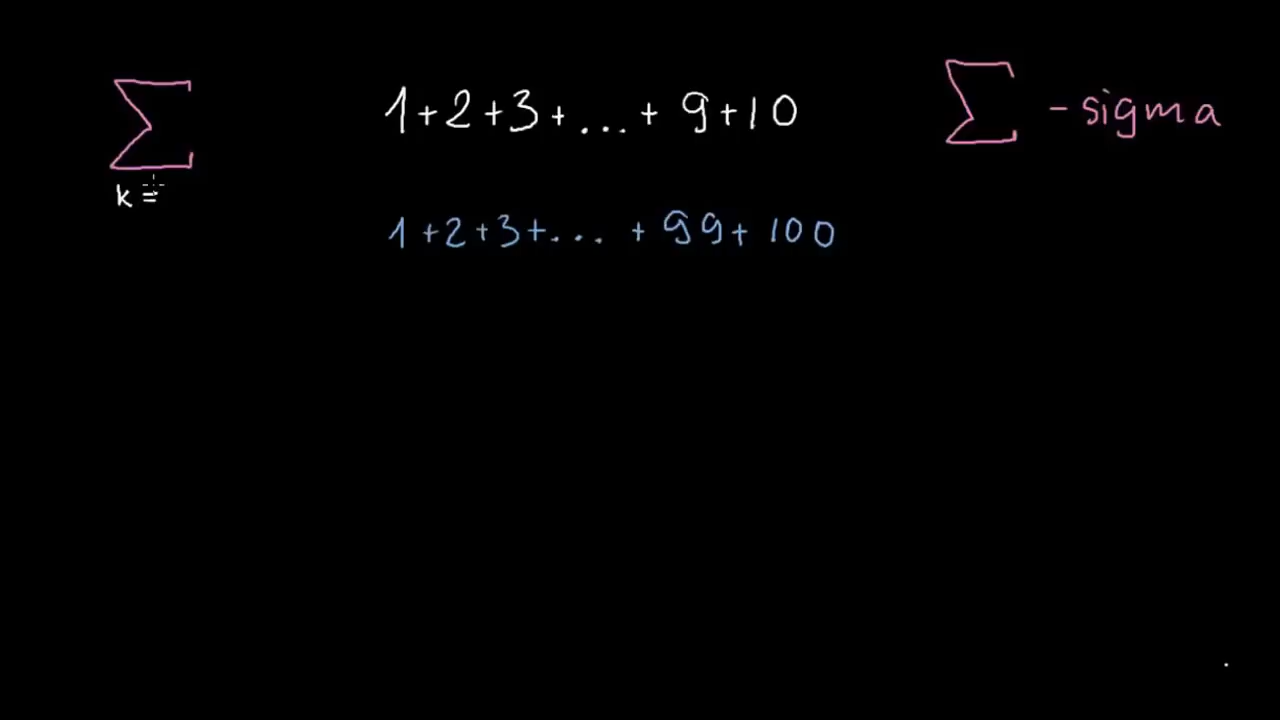 ∑ 1+2+3+...+ 9+10 ∑ - sigma
k =
1+2+3+...+ 99+ 100